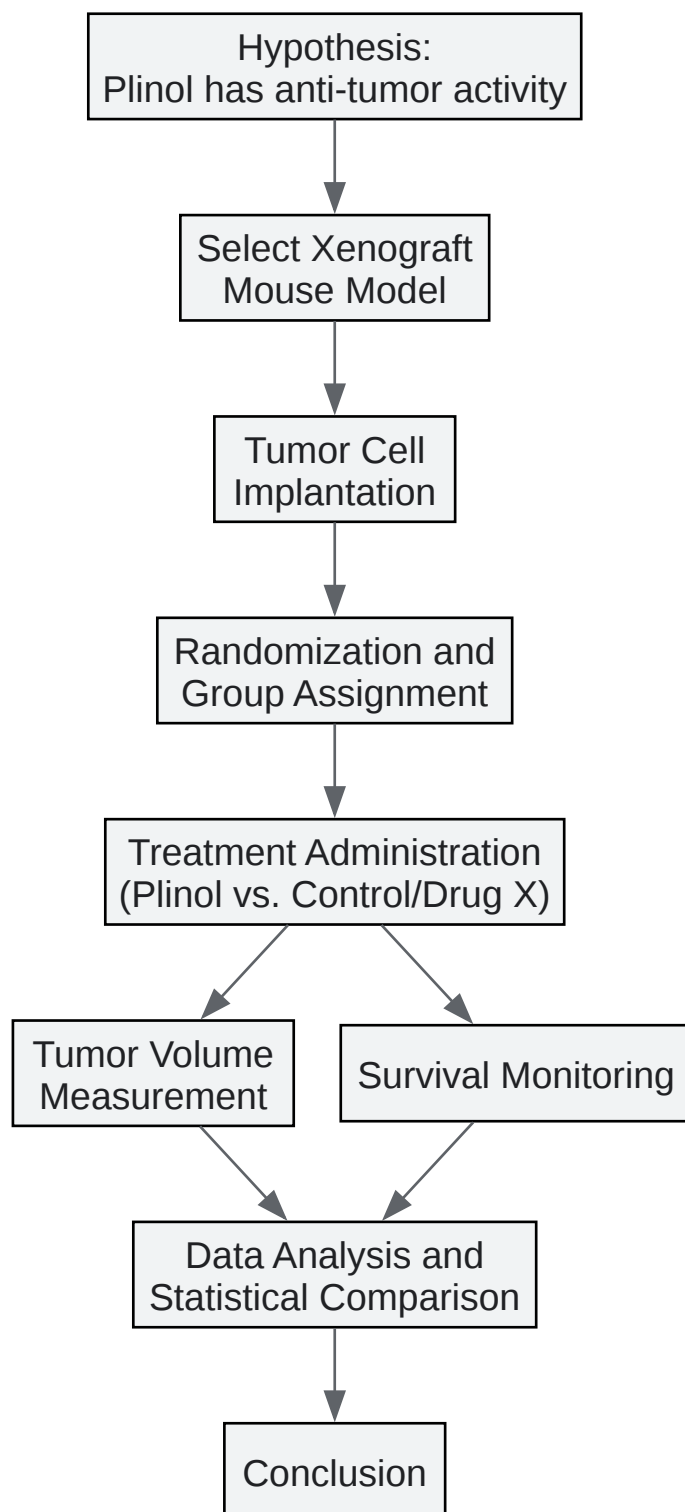 Hypothesis:
Plinol has anti-tumor activity
Select Xenograft
Mouse Model
Tumor Cell
Implantation
Randomization and
Group Assignment
Treatment Administration
(Plinol vs. Control/Drug X)
Tumor Volume
Measurement
Survival Monitoring
Data Analysis and
Statistical Comparison
Conclusion